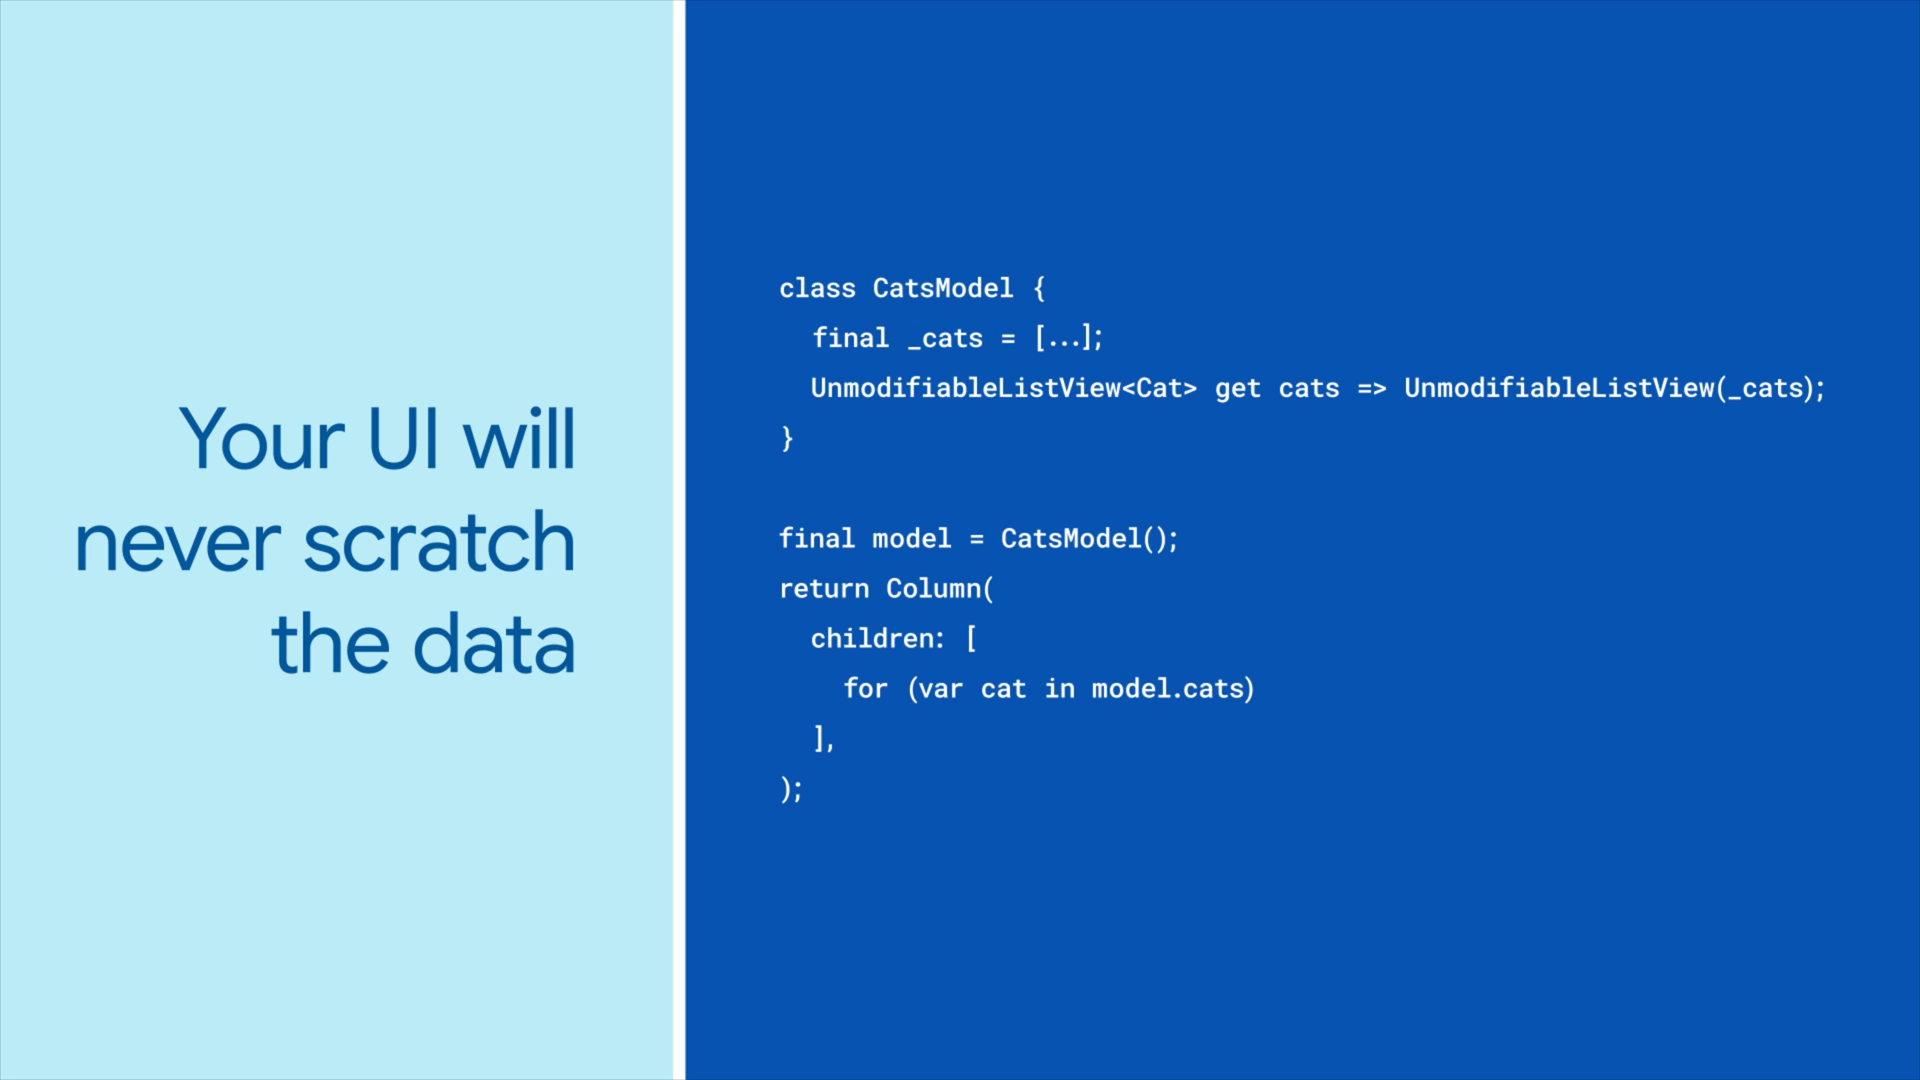 Your UI will
never scratch
the data
class CatsModel {
final _cats = [...];
UnmodifiableListView<Cat> get cats => UnmodifiableListView(_cats);
}
final model = CatsModel();
return Column(
children: [
for (var cat in model.cats)
],
);